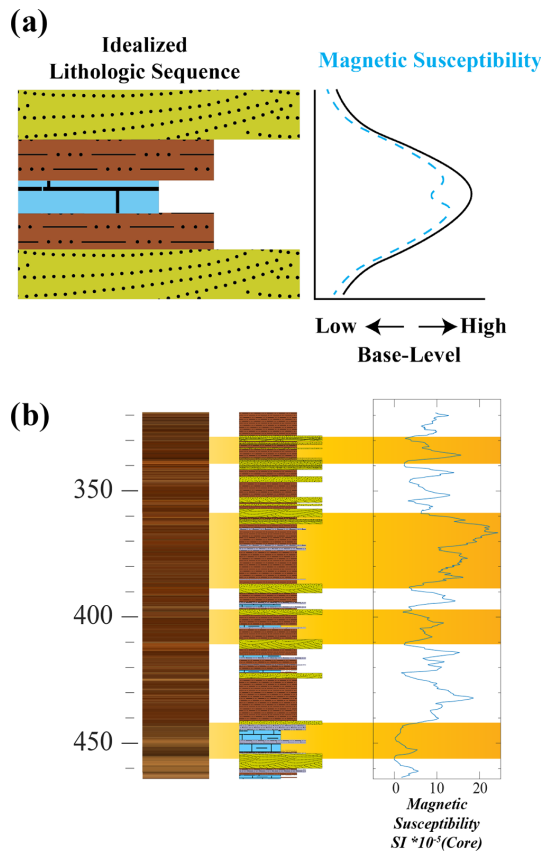 (a)
Idealized
Lithologic Sequence
Magnetic Susceptibility
Low High
Base-Level
(b)
350
400
450
0 10 20
Magnetic
Susceptibility
SI *10-5(Core)